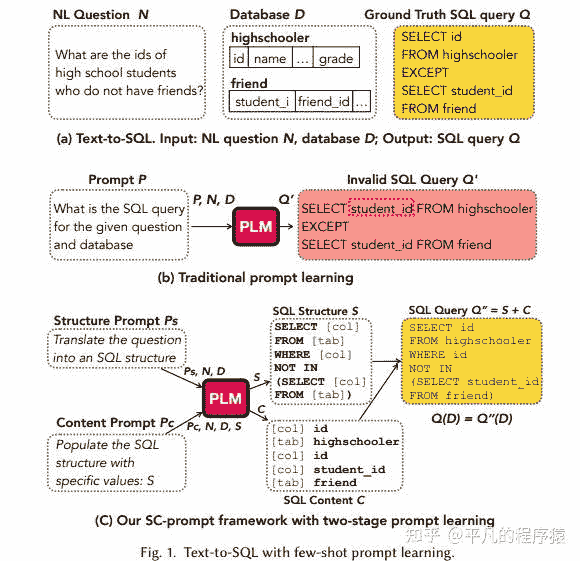 NL Question N
What are the ids of
high school students
who do not have friends?
Database D
highschooler
id name ... grade
friend
student_i friend_id ...
Ground Truth SQL query Q
SELECT id
FROM highschooler
EXCEPT
SELECT student_id
FROM friend
(a) Text-to-SQL. Input: NL question N, database D; Output: SQL query Q
Prompt P
What is the SQL query
for the given question
and database
P, N, D
PLM
Q'
Invalid SQL Query Q'
SELECT student_id FROM highschooler
EXCEPT
SELECT student_id FROM friend
(b) Traditional prompt learning
Structure Prompt Ps
Translate the question
into an SQL structure
Content Prompt Pc
Populate the SQL
structure with
specific values: S
Ps, N, D
PLM
Pc, N, D, S
S
C
SQL Structure S
SELECT [col]
FROM [tab]
WHERE [col]
NOT IN
(SELECT [col]
FROM [tab])
[col] id
[tab] highschooler
[col] id
[col] student_id
[tab] friend
SQL Content C
SQL Query Q" = S + C
SELECT id
FROM highschooler
WHERE id
NOT IN
(SELECT student_id
FROM friend)
Q(D) = Q"(D)
(C) Our SC-prompt framework with two-stage prompt learning
知乎 @平凡的程序猿
Fig. 1. Text-to-SQL with few-shot prompt learning.